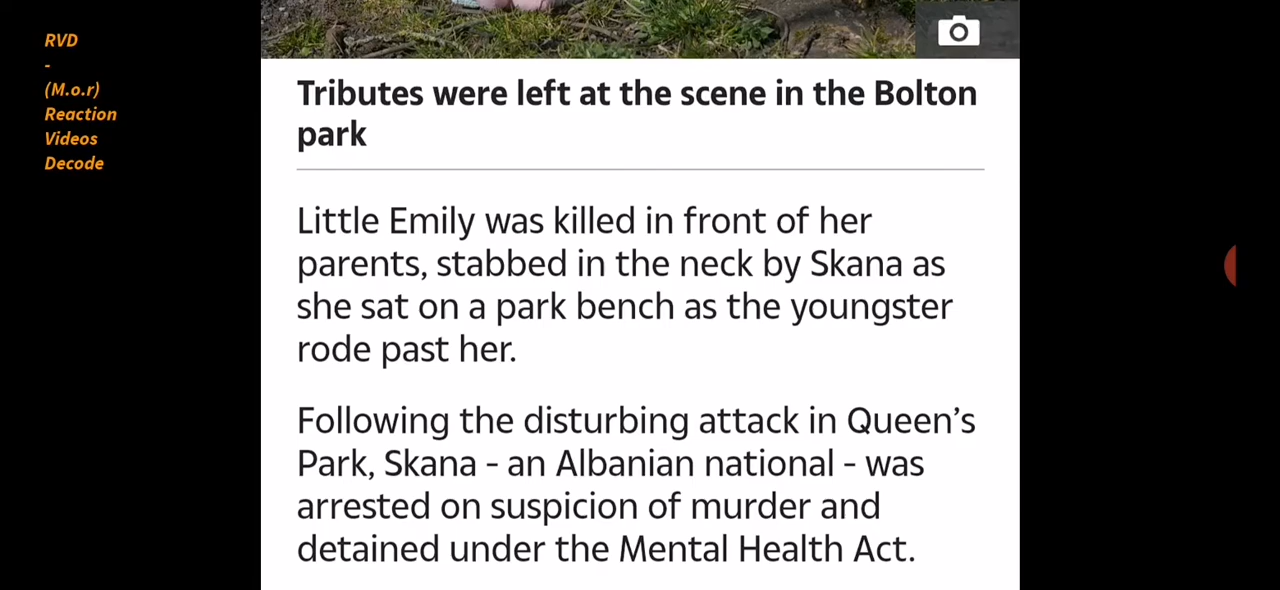 RVD
-
(M.o.r)
Reaction
Videos
Decode
Tributes were left at the scene in the Bolton
park
Little Emily was killed in front of her
parents, stabbed in the neck by Skana as
she sat on a park bench as the youngster
rode past her.
Following the disturbing attack in Queen’s
Park, Skana - an Albanian national - was
arrested on suspicion of murder and
detained under the Mental Health Act.